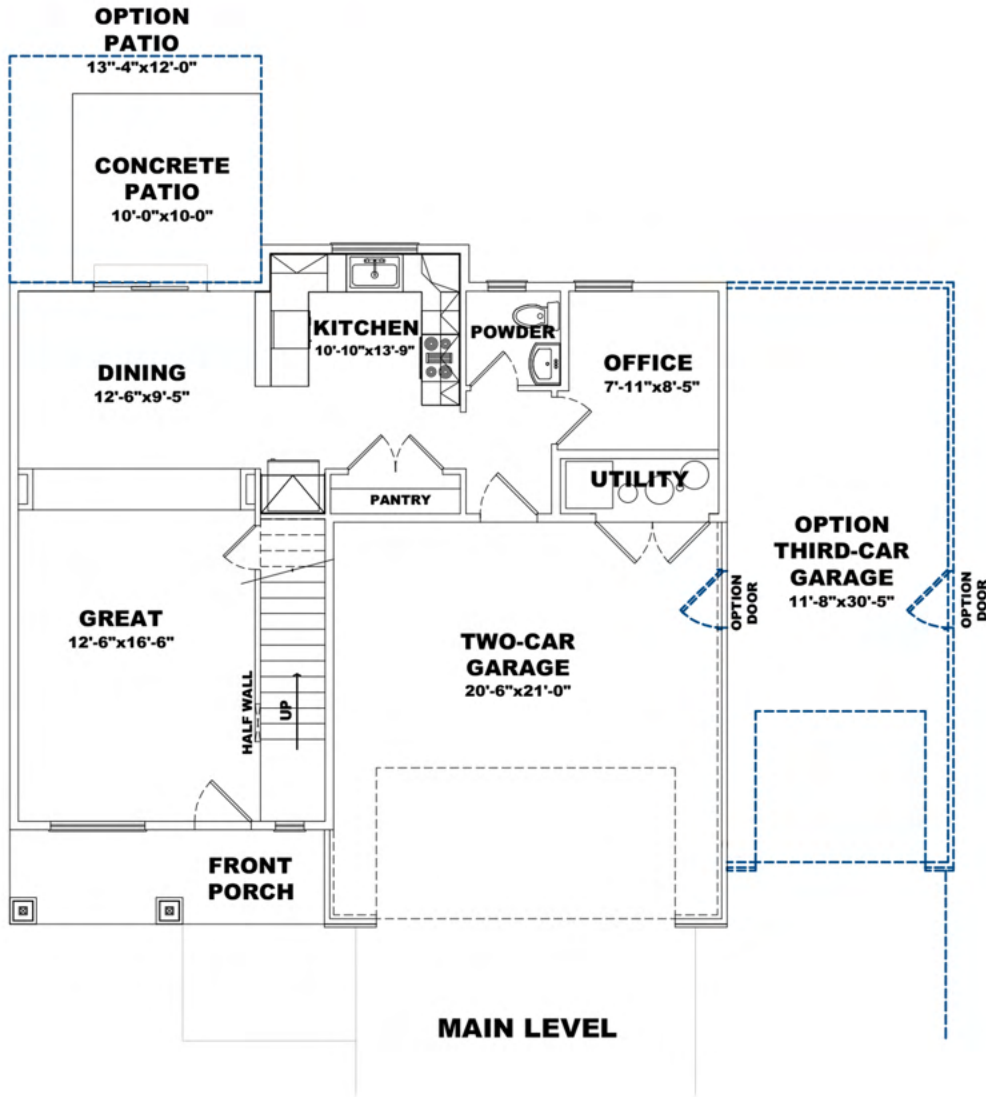 OPTION
PATIO
13"-4"x12'-0"
CONCRETE
PATIO
10'-0"x10-0"
KITCHEN
10'-10"x13'-9"
POWDER
OFFICE
7'-11"x8'-5"
DINING
12'-6"x9'-5"
UTILITY
PANTRY
OPTION
THIRD-CAR
GARAGE
11'-8"x30'-5"
OPTION
DOOR
OPTION
DOOR
GREAT
12'-6"x16'-6"
TWO-CAR
GARAGE
20'-6"x21'-0"
HALF WALL
UP
FRONT
PORCH
MAIN LEVEL